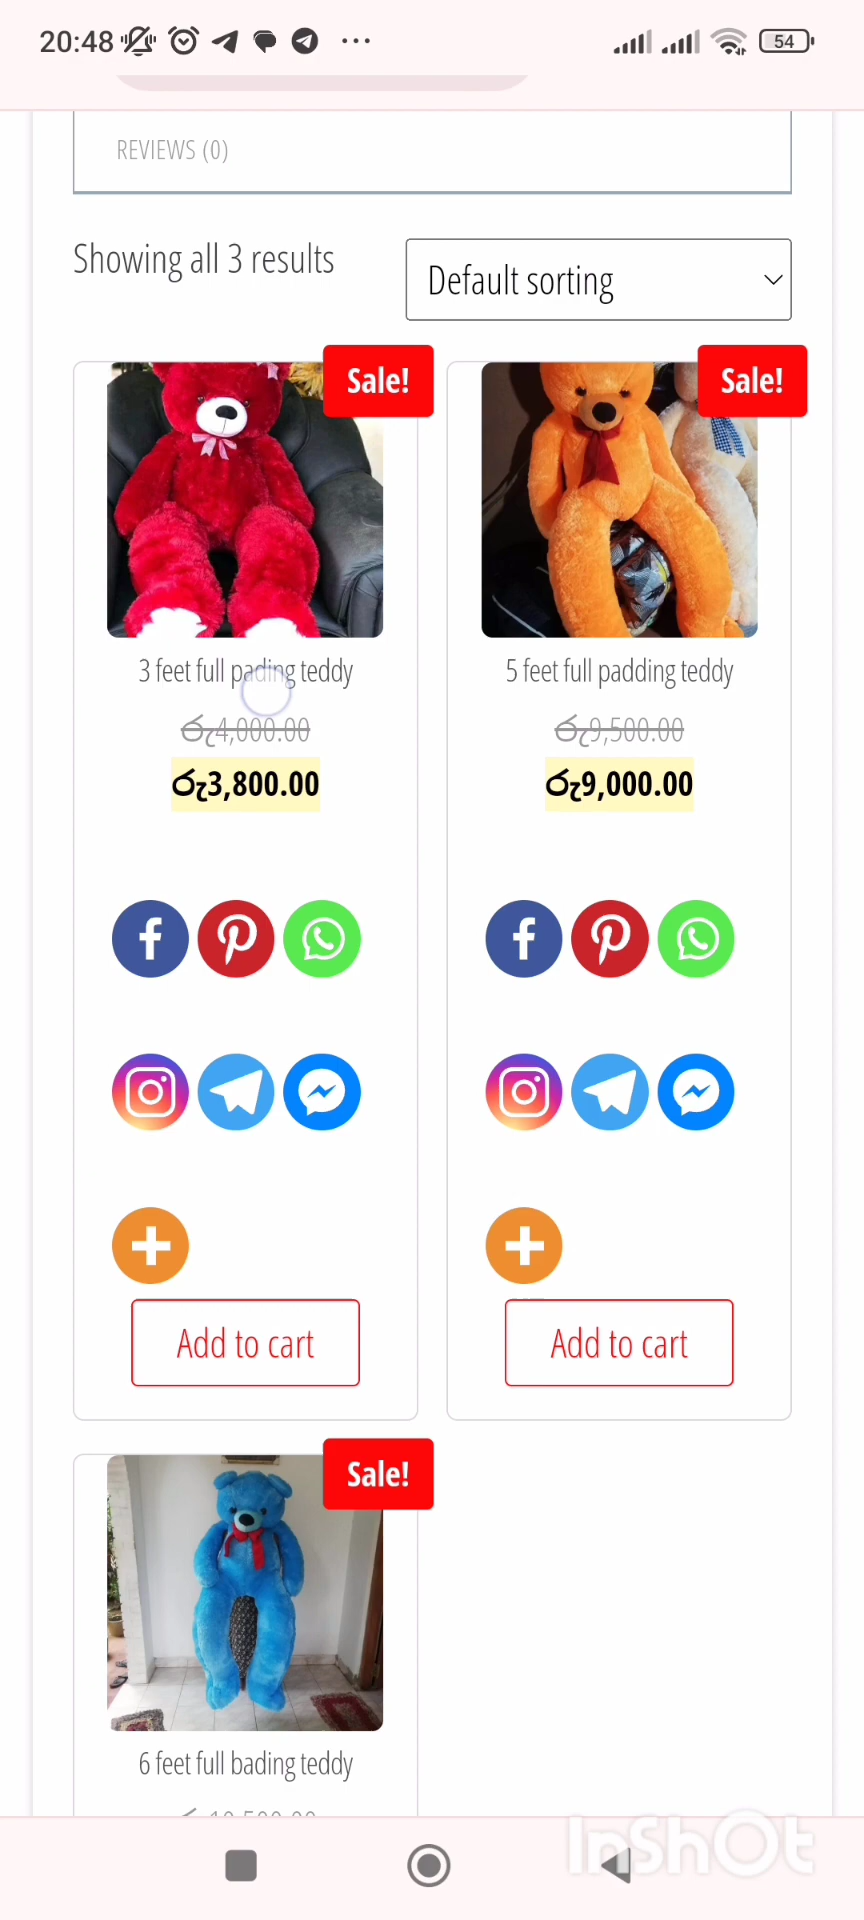 20:48
54
REVIEWS (0)
Showing all 3 results
Default sorting
Sale!
Sale!
3 feet full pading teddy
රු4,000.00
රු3,800.00
5 feet full padding teddy
රු9,500.00
රු9,000.00
Add to cart
Add to cart
Sale!
6 feet full bading teddy
InShOt